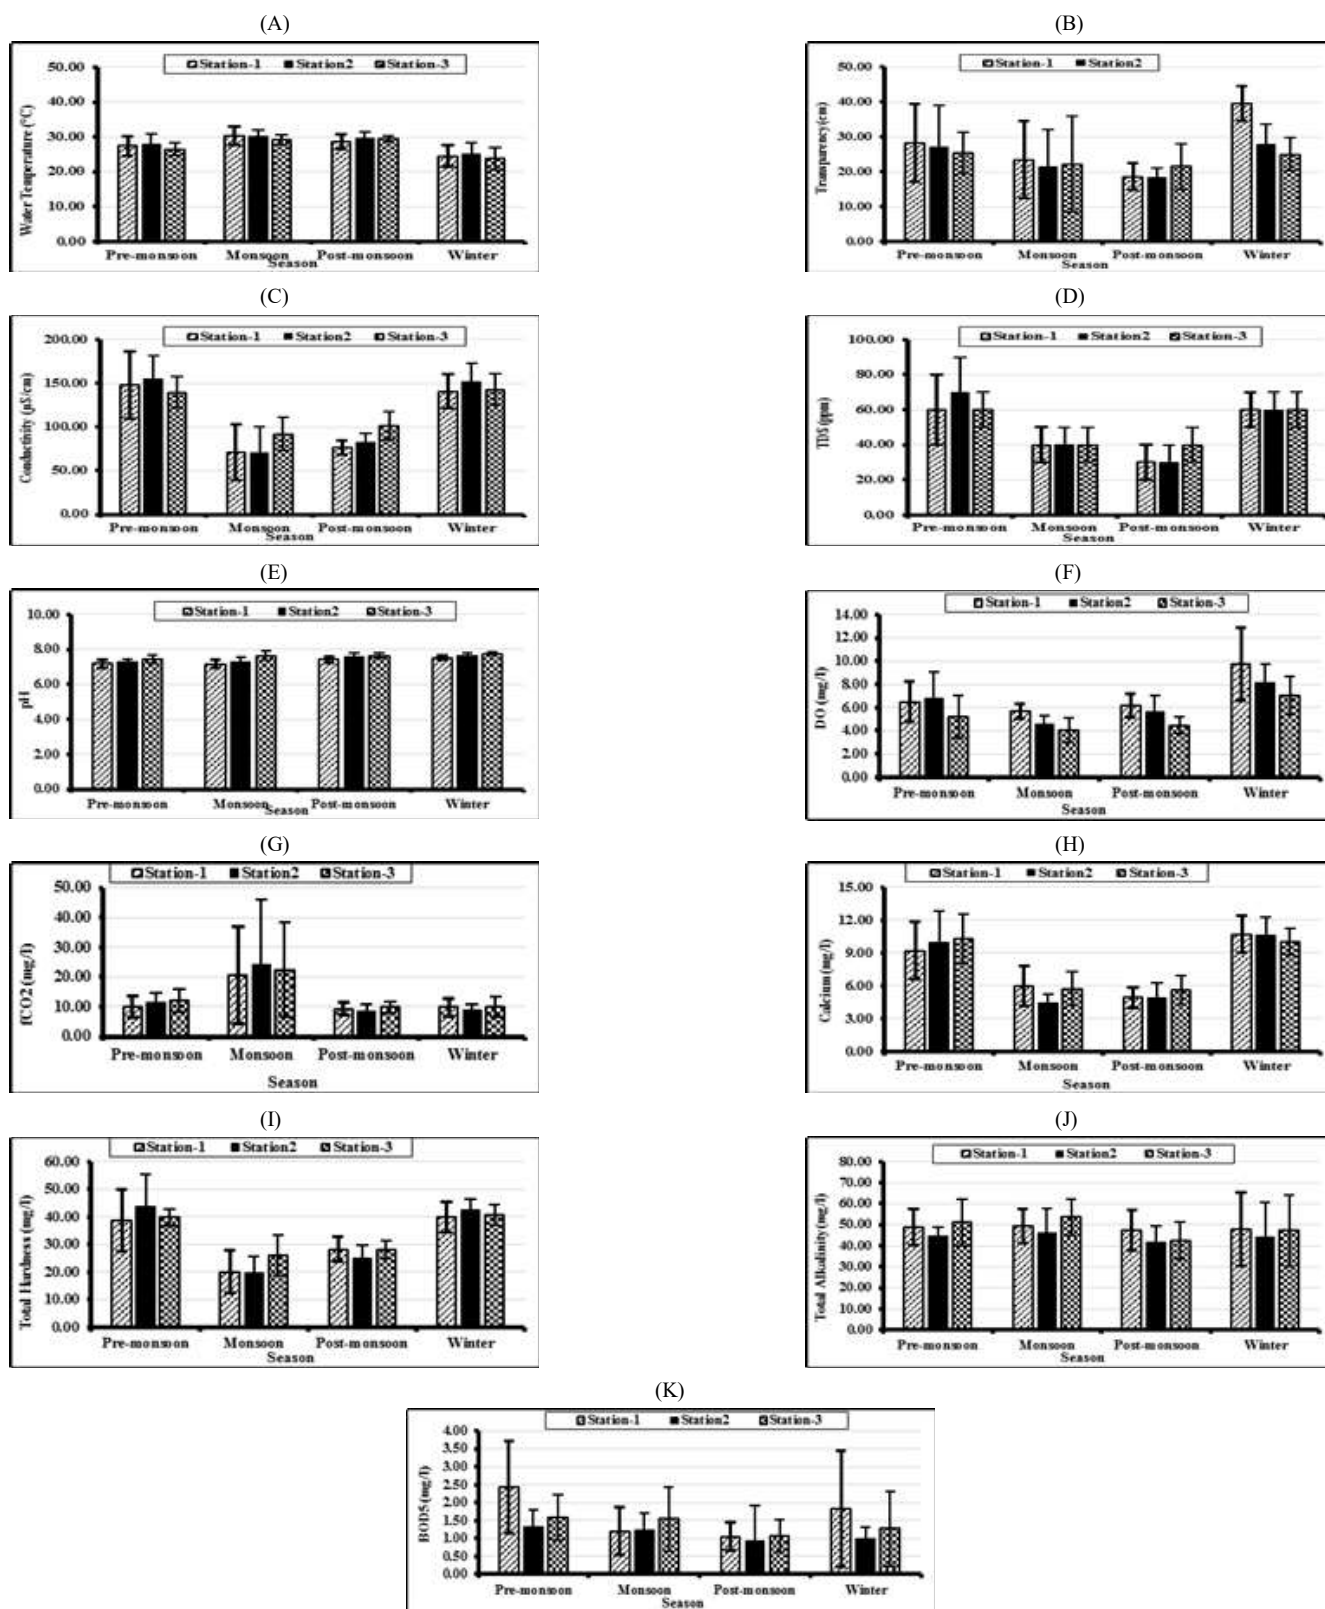 (A)
Station-1 Station2 Station-3
50.00
40.00
30.00
20.00
10.00
0.00
Water Temperature (°C)
Pre-monsoon Monsoon Post-monsoon Winter
Season
(B)
Station-1 Station2
50.00
40.00
30.00
20.00
10.00
0.00
Transparency(cm)
Pre-monsoon Monsoon Post-monsoon Winter
Season
(C)
Station-1 Station2 Station-3
200.00
150.00
100.00
50.00
0.00
Conductivity (µS/cm)
Pre-monsoon Monsoon Post-monsoon Winter
Season
(D)
Station-1 Station2 Station-3
100.00
80.00
60.00
40.00
20.00
0.00
TDS (ppm)
Pre-monsoon Monsoon Post-monsoon Winter
Season
(E)
Station-1 Station2 Station-3
10.00
8.00
6.00
4.00
2.00
0.00
pH
Pre-monsoon Monsoon Post-monsoon Winter
Season
(F)
Station-1 Station2 Station-3
14.00
12.00
10.00
8.00
6.00
4.00
2.00
0.00
DO (mg/l)
Pre-monsoon Monsoon Post-monsoon Winter
Season
(G)
Station-1 Station2 Station-3
50.00
40.00
30.00
20.00
10.00
0.00
fCO2 (mg/l)
Pre-monsoon Monsoon Post-monsoon Winter
Season
(H)
Station-1 Station2 Station-3
15.00
12.00
9.00
6.00
3.00
0.00
Calcium (mg/l)
Pre-monsoon Monsoon Post-monsoon Winter
Season
(I)
Station-1 Station2 Station-3
60.00
50.00
40.00
30.00
20.00
10.00
0.00
Total Hardness (mg/l)
Pre-monsoon Monsoon Post-monsoon Winter
Season
(J)
Station-1 Station2 Station-3
80.00
70.00
60.00
50.00
40.00
30.00
20.00
10.00
00.00
Total Alkalinity (mg/l)
Pre-monsoon Monsoon Post-monsoon Winter
Season
(K)
Station-1 Station2 Station-3
4.00
3.50
3.00
2.50
2.00
1.50
1.00
0.50
0.00
BOD5 (mg/l)
Pre-monsoon Monsoon Post-monsoon Winter
Season